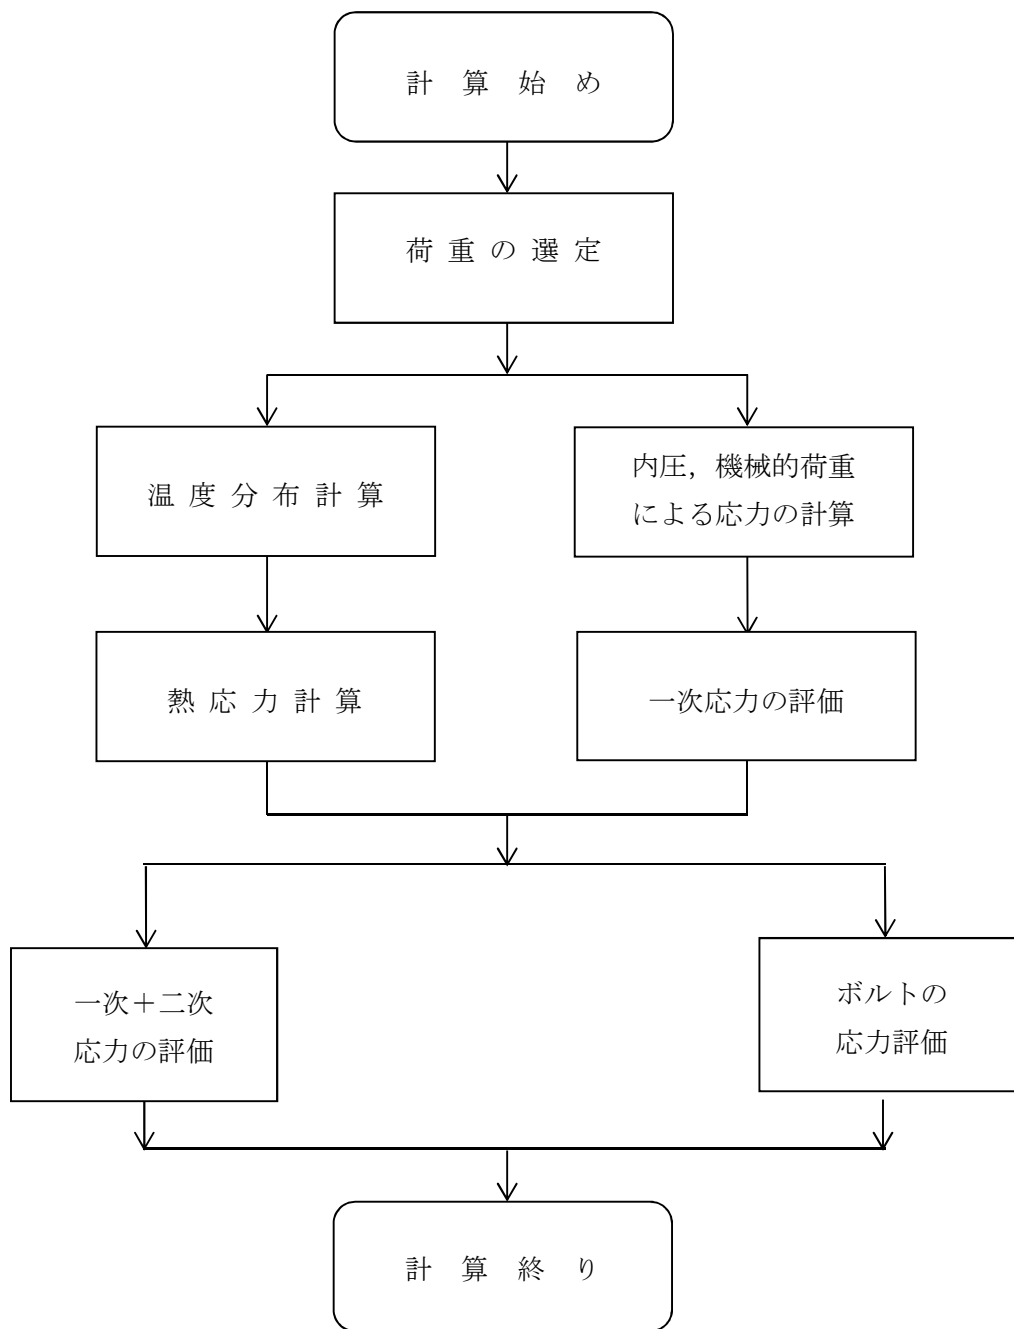 計算始め
荷重の選定
温度分布計算
内圧，機械的荷重
による応力の計算
熱応力計算
一次応力の評価
一次＋二次
応力の評価
ボルトの
応力評価
計算終り